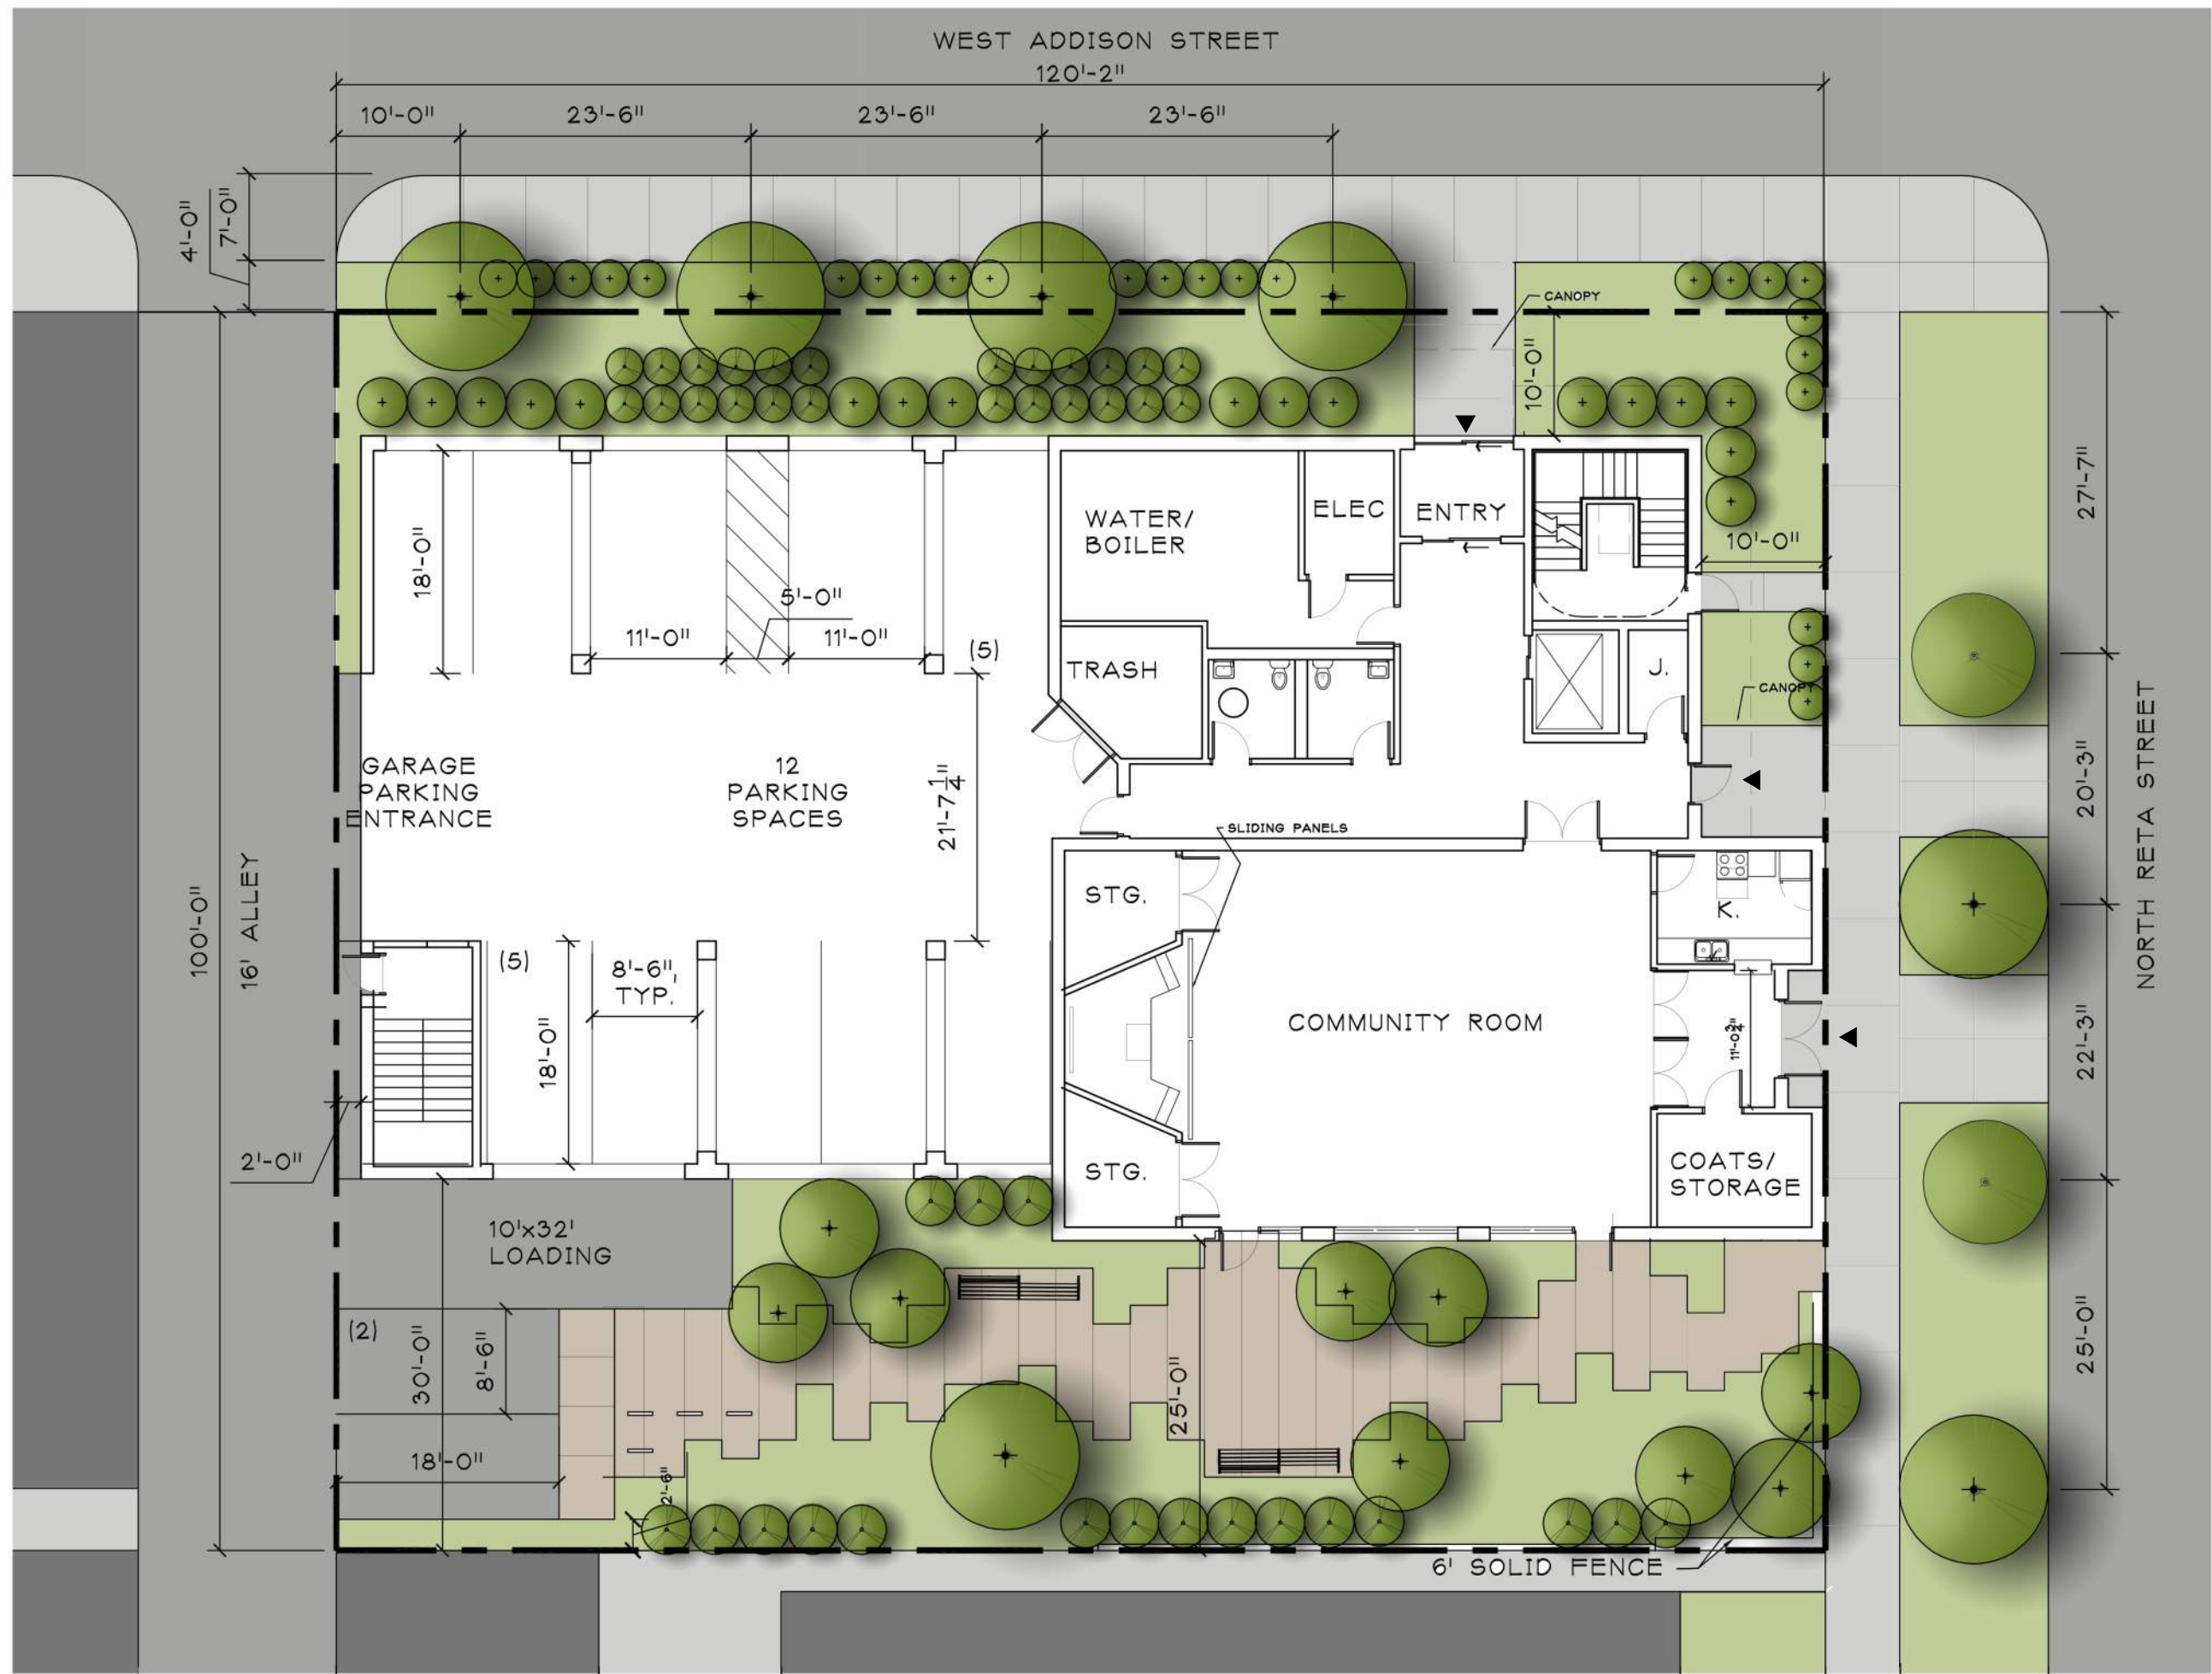 WEST ADDISON STREET
120'-2"
10'-0"
23'-6"
23'-6"
23'-6"
4'-0"
7'-0"
CANOPY
10'-0"
27'-7"
WATER/
BOILER
ELEC
ENTRY
10'-0"
18'-0"
5'-0"
11'-0"
11'-0"
(5)
TRASH
J.
CANOPY
GARAGE
PARKING
ENTRANCE
12
PARKING
SPACES
21'-7 1/4"
SLIDING PANELS
20'-3"
NORTH RETA STREET
100'-0"
16' ALLEY
STG.
K.
(5)
8'-6"
TYP.
18'-0"
COMMUNITY ROOM
22'-3"
2'-0"
STG.
COATS/
STORAGE
10'x32'
LOADING
(2)
30'-0"
8'-6"
18'-0"
25'-0"
25'-0"
2'-6"
6' SOLID FENCE